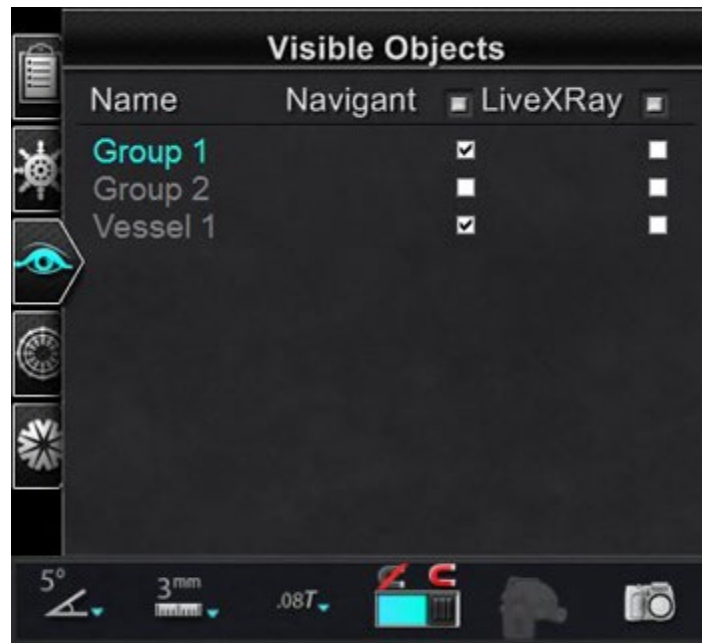 Visible Objects
Name Navigant LiveXRay
Group 1
Group 2
Vessel 1
5° 3mm .08T